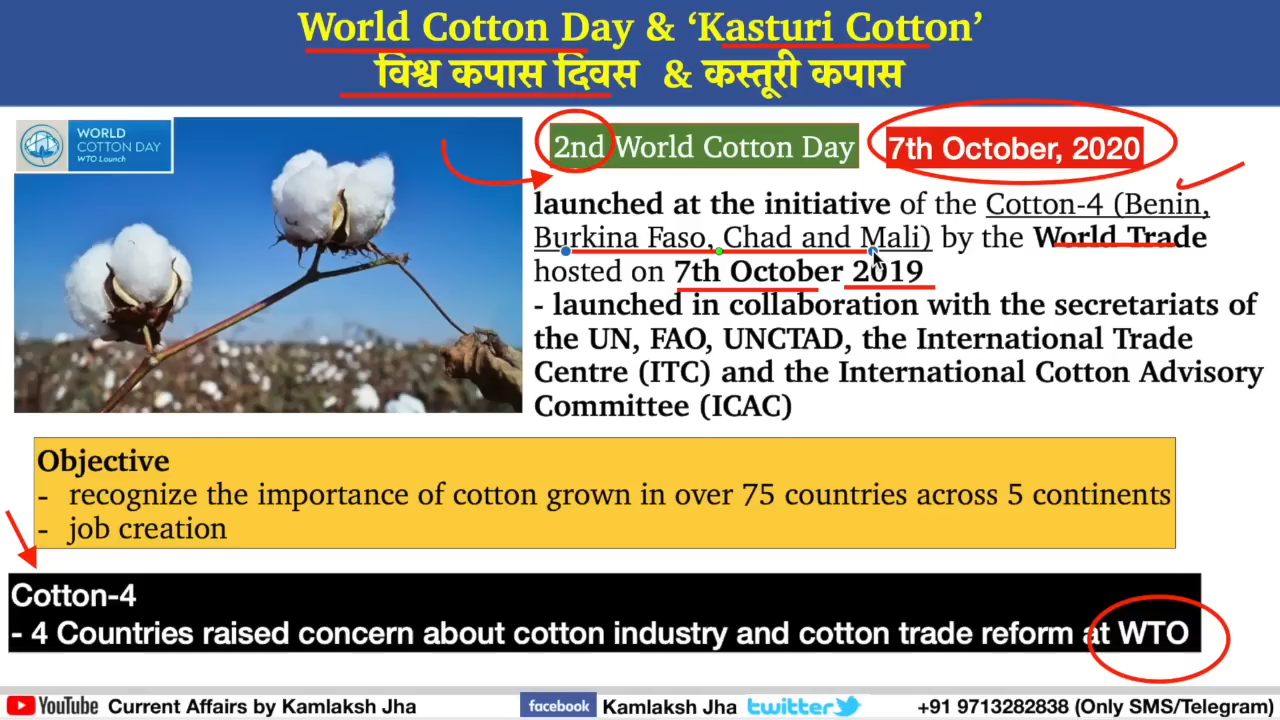 World Cotton Day & ‘Kasturi Cotton’
विश्व कपास दिवस & कस्तूरी कपास
WORLD
COTTON DAY
WTO Launch
2nd World Cotton Day
7th October, 2020
launched at the initiative of the Cotton-4 (Benin,
Burkina Faso, Chad and Mali) by the World Trade
hosted on 7th October 2019
- launched in collaboration with the secretariats of
the UN, FAO, UNCTAD, the International Trade
Centre (ITC) and the International Cotton Advisory
Committee (ICAC)
Objective
- recognize the importance of cotton grown in over 75 countries across 5 continents
- job creation
Cotton-4
- 4 Countries raised concern about cotton industry and cotton trade reform at WTO
YouTube Current Affairs by Kamlaksh Jha facebook Kamlaksh Jha twitter +91 9713282838 (Only SMS/Telegram)